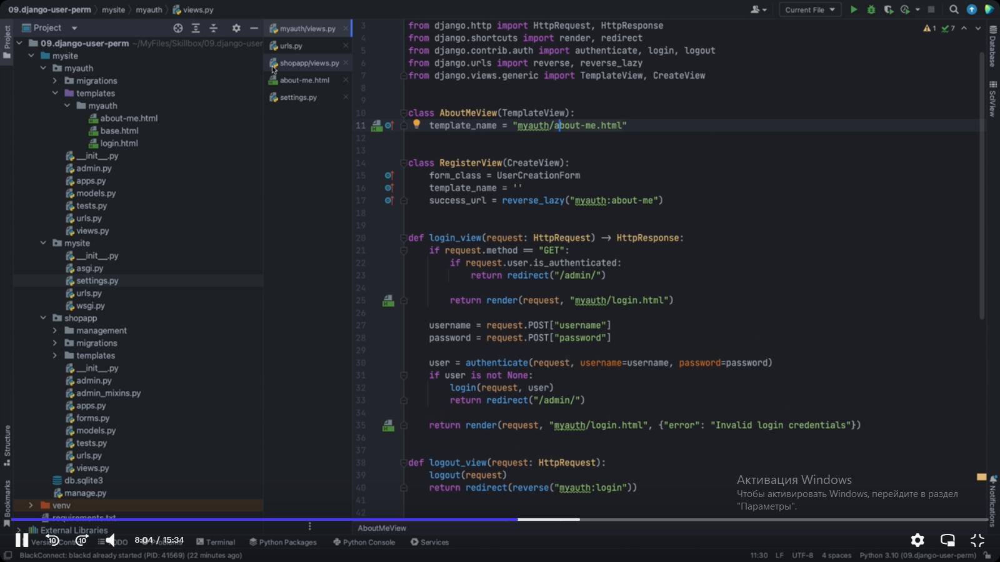 09.django-user-perm mysite myauth views.py
Current File
Project
Project
09.django-user-perm ~/MyFiles/Skillbox/09.django-user
mysite
myauth
migrations
templates
myauth
about-me.html
base.html
login.html
__init__.py
admin.py
apps.py
models.py
tests.py
urls.py
views.py
mysite
__init__.py
asgi.py
settings.py
urls.py
wsgi.py
shopapp
management
migrations
templates
__init__.py
admin.py
admin_mixins.py
apps.py
forms.py
models.py
tests.py
urls.py
views.py
db.sqlite3
manage.py
venv
requirements.txt
External Libraries
Structure
Bookmarks
myauth/views.py
urls.py
shopapp/views.py
about-me.html
settings.py
1 7
3 from django.http import HttpRequest, HttpResponse
4 from django.shortcuts import render, redirect
5 from django.contrib.auth import authenticate, login, logout
6 from django.urls import reverse, reverse_lazy
7 from django.views.generic import TemplateView, CreateView
8
9
10 class AboutMeView(TemplateView):
11 template_name = "myauth/about-me.html"
12
13
14 class RegisterView(CreateView):
15 form_class = UserCreationForm
16 template_name = ''
17 success_url = reverse_lazy("myauth:about-me")
18
19
20 def login_view(request: HttpRequest) → HttpResponse:
21 if request.method == "GET":
22 if request.user.is_authenticated:
23 return redirect("/admin/")
24
25 return render(request, "myauth/login.html")
26
27 username = request.POST["username"]
28 password = request.POST["password"]
29
30 user = authenticate(request, username=username, password=password)
31 if user is not None:
32 login(request, user)
33 return redirect("/admin/")
34
35 return render(request, "myauth/login.html", {"error": "Invalid login credentials"})
36
37
38 def logout_view(request: HttpRequest):
39 logout(request)
40 return redirect(reverse("myauth:login"))
41
42
Database
SciView
Notifications
Активация Windows
Чтобы активировать Windows, перейдите в раздел
"Параметры".
AboutMeView
10 10 8:04 / 15:34
Terminal Python Packages Python Console Services
BlackConnect: blackd already started (PID: 41569) (22 minutes ago)
11:30 LF UTF-8 4 spaces Python 3.10 (09.django-user-perm)